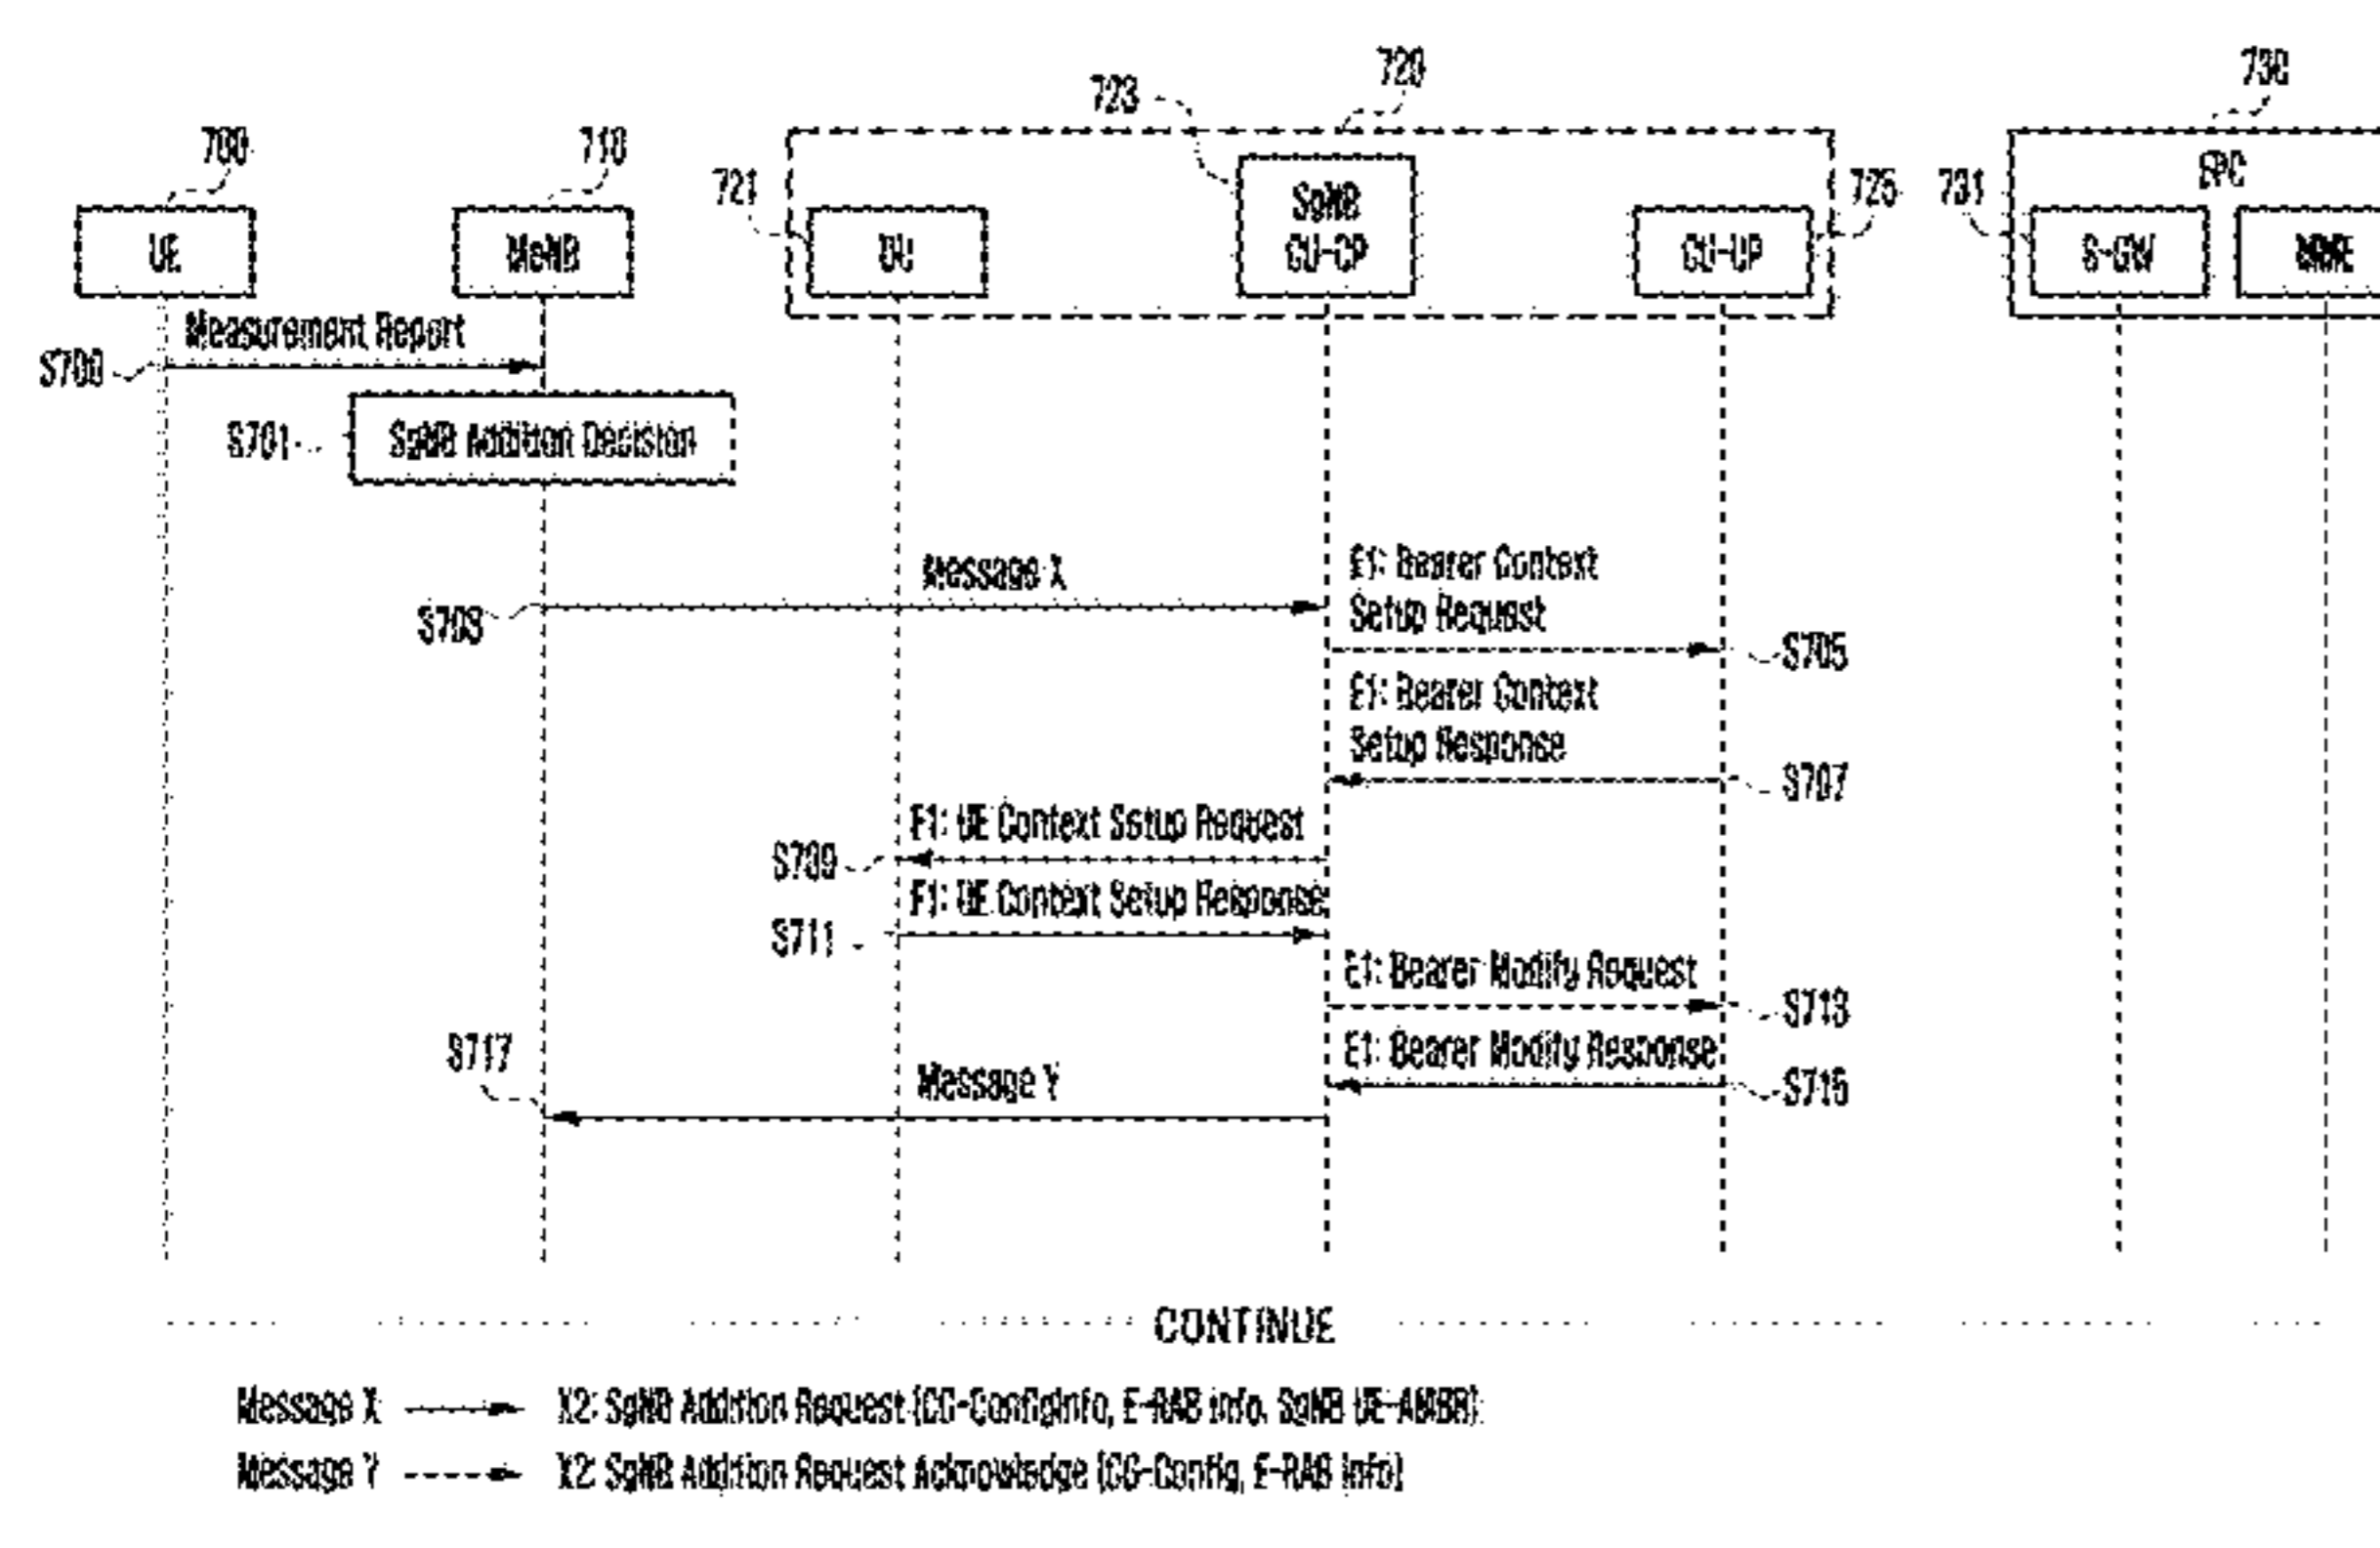 720
730
723
700
710
EPC
721
SgNB
725
731
UE
MeNB
DU
CU-CP
CU-UP
S-GW
MME
Measurement Report
S700
S701
SgNB Addition Decision
Message X
E1: Bearer Context
Setup Request
S703
S705
E1: Bearer Context
Setup Response
S707
F1: UE Context Setup Request
S709
F1: UE Context Setup Response
S711
E1: Bearer Modify Request
S713
S717
E1: Bearer Modify Response
Message Y
S715
CONTINUE
Message X X2: SgNB Addition Request (CG-ConfigInfo, E-RAB info, SgNB UE-AMBR)
Message Y X2: SgNB Addition Request Acknowledge (CG-Config, E-RAB info)